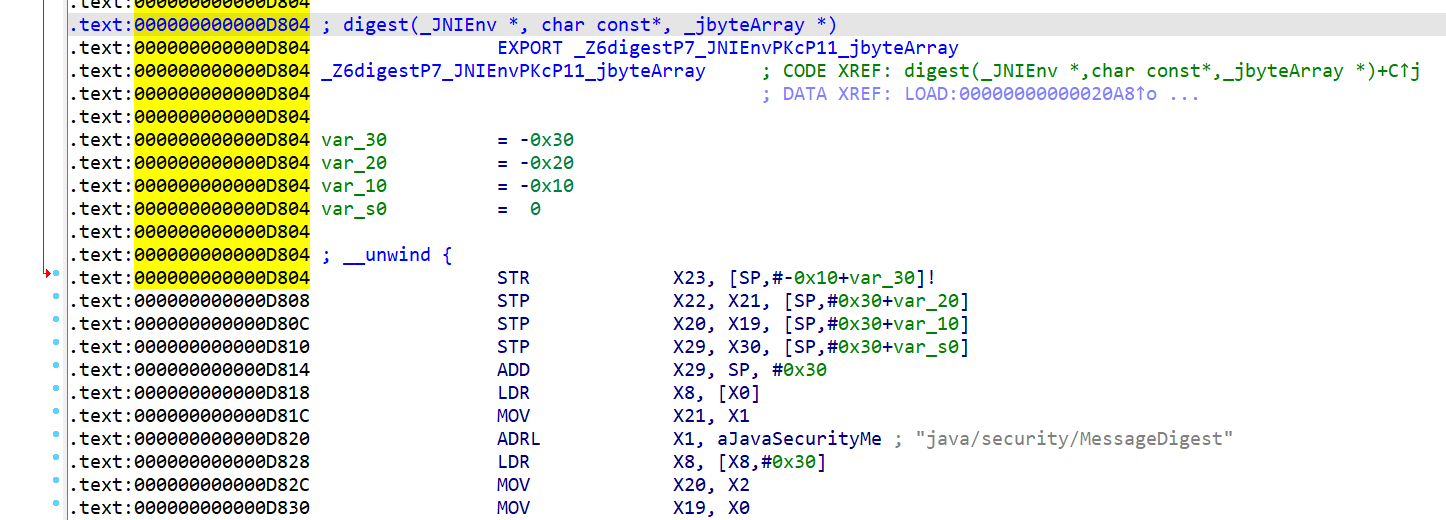 .text:000000000000D804
.text:000000000000D804 ; digest(_JNIEnv *, char const*, _jbyteArray *)
.text:000000000000D804 EXPORT _Z6digestP7_JNIEnvPKcP11_jbyteArray
.text:000000000000D804 _Z6digestP7_JNIEnvPKcP11_jbyteArray ; CODE XREF: digest(_JNIEnv *,char const*,_jbyteArray *)+C↑j
.text:000000000000D804 ; DATA XREF: LOAD:00000000000020A8↑o ...
.text:000000000000D804
.text:000000000000D804 var_30 = -0x30
.text:000000000000D804 var_20 = -0x20
.text:000000000000D804 var_10 = -0x10
.text:000000000000D804 var_s0 = 0
.text:000000000000D804
.text:000000000000D804 ; __unwind {
.text:000000000000D804 STR X23, [SP,#-0x10+var_30]!
.text:000000000000D808 STP X22, X21, [SP,#0x30+var_20]
.text:000000000000D80C STP X20, X19, [SP,#0x30+var_10]
.text:000000000000D810 STP X29, X30, [SP,#0x30+var_s0]
.text:000000000000D814 ADD X29, SP, #0x30
.text:000000000000D818 LDR X8, [X0]
.text:000000000000D81C MOV X21, X1
.text:000000000000D820 ADRL X1, aJavaSecurityMe ; "java/security/MessageDigest"
.text:000000000000D828 LDR X8, [X8,#0x30]
.text:000000000000D82C MOV X20, X2
.text:000000000000D830 MOV X19, X0